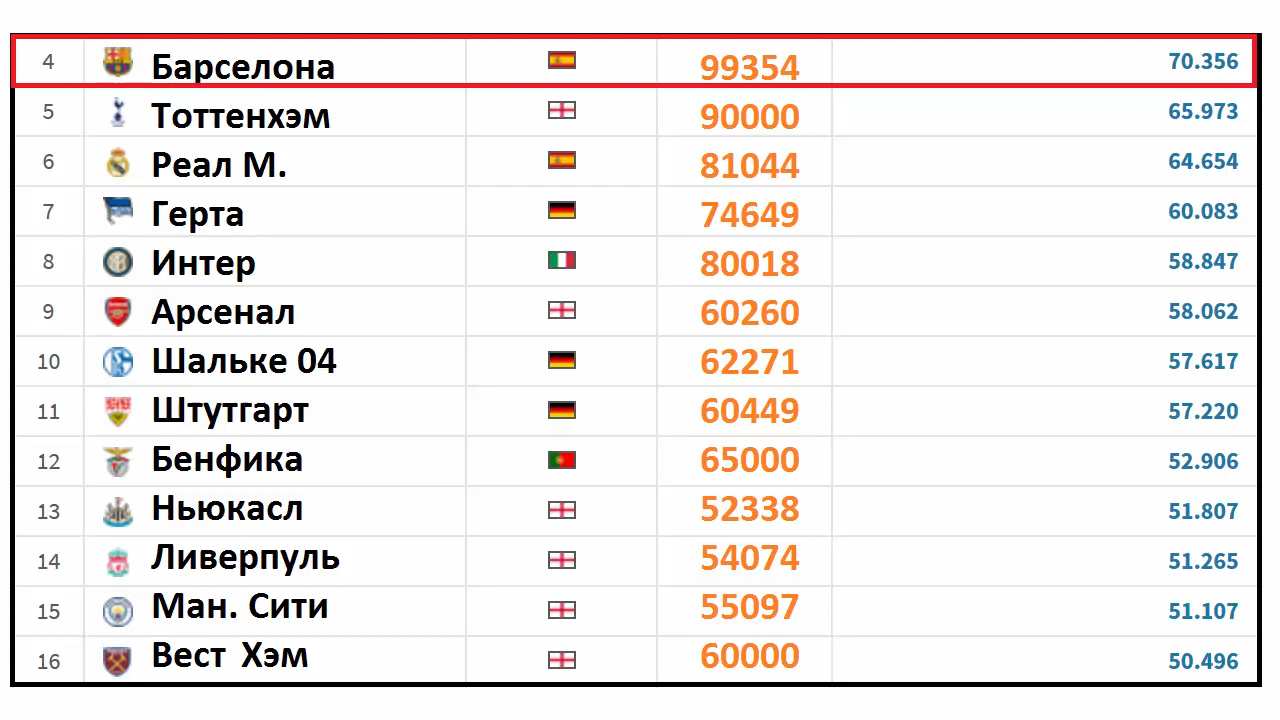 4 Барселона 99354 70.356
5 Тоттенхэм 90000 65.973
6 Реал М. 81044 64.654
7 Герта 74649 60.083
8 Интер 80018 58.847
9 Арсенал 60260 58.062
10 Шальке 04 62271 57.617
11 Штутгарт 60449 57.220
12 Бенфика 65000 52.906
13 Ньюкасл 52338 51.807
14 Ливерпуль 54074 51.265
15 Ман. Сити 55097 51.107
16 Вест Хэм 60000 50.496